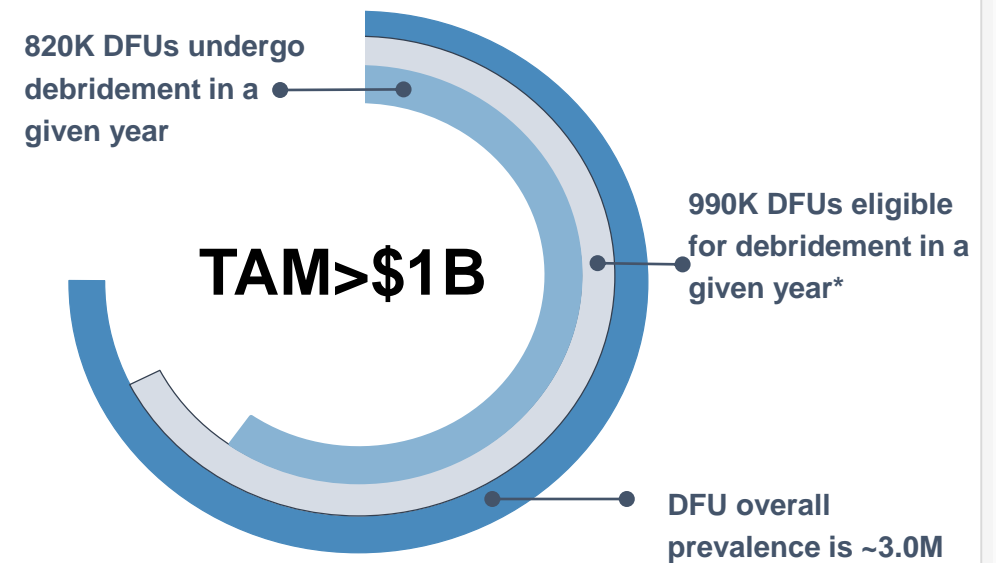 820K DFUs undergo
debridement in a
given year
TAM>$1B
990K DFUs eligible
for debridement in a
given year*
DFU overall
prevalence is ~3.0M